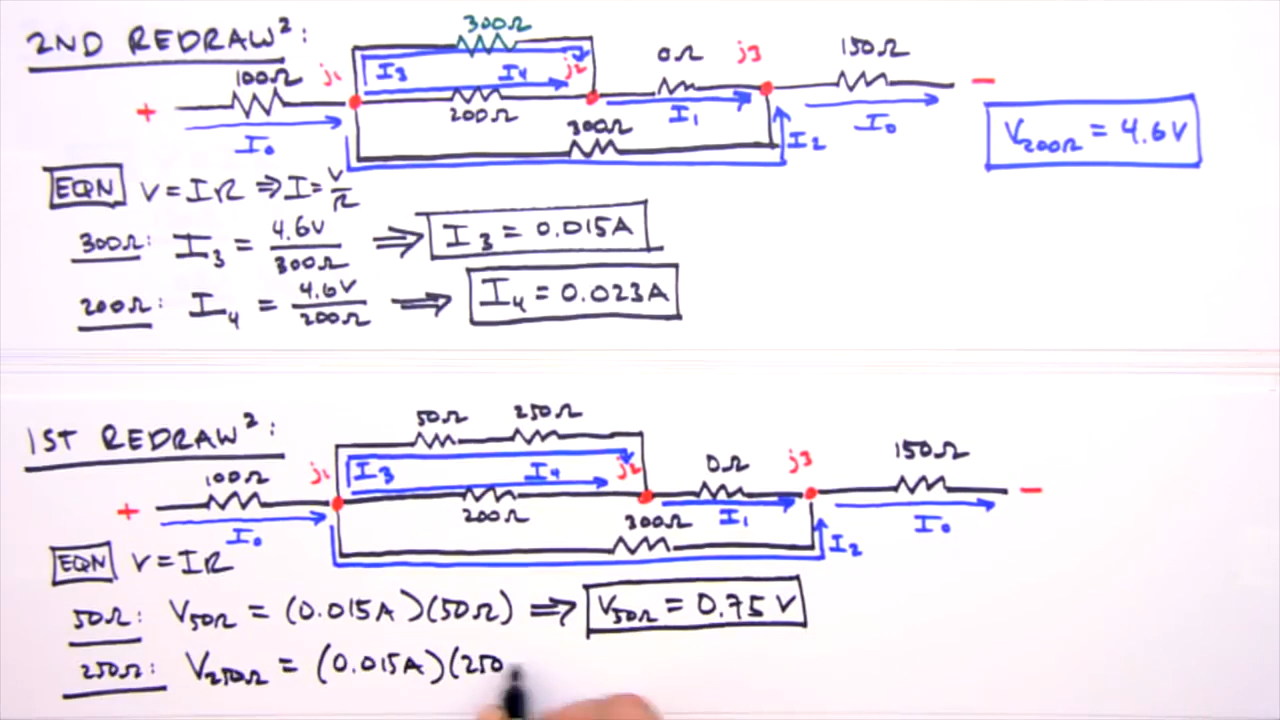 2ND REDRAW²:
300Ω
100Ω j₁ I₃ I₄ j₂ 0Ω j3 150Ω
+ −
200Ω I₁
I₀ 300Ω I₂ I₀
V₂₀₀Ω = 4.6V
EQN V = IR ⇒ I = V/R
300Ω: I₃ = 4.6V/300Ω ⇒ I₃ = 0.015A
200Ω: I₄ = 4.6V/200Ω ⇒ I₄ = 0.023A
1ST REDRAW²:
50Ω 250Ω
100Ω j₁ I₃ I₄ j₂ 0Ω j3 150Ω
+ −
200Ω 300Ω I₁
I₀ I₂ I₀
EQN V = IR
50Ω: V₅₀Ω = (0.015A)(50Ω) ⇒ V₅₀Ω = 0.75V
250Ω: V₂₅₀Ω = (0.015A)(250